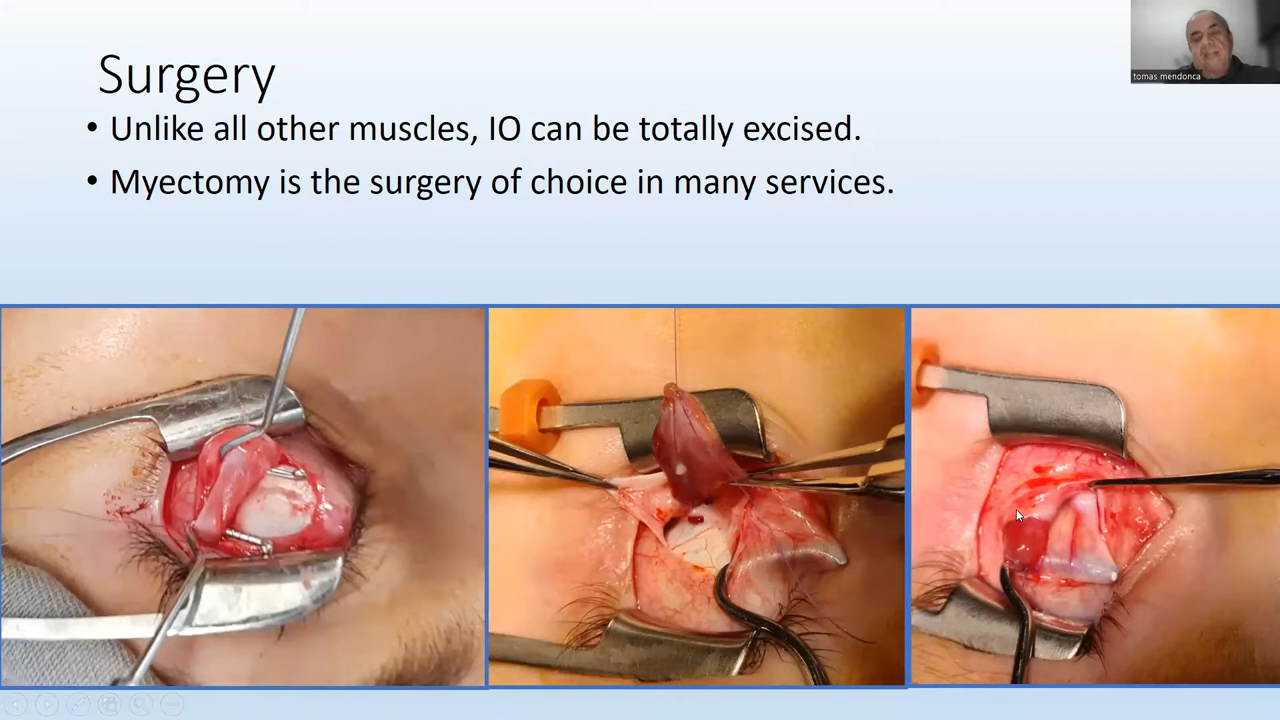 tomas mendonca
Surgery
• Unlike all other muscles, IO can be totally excised.
• Myectomy is the surgery of choice in many services.